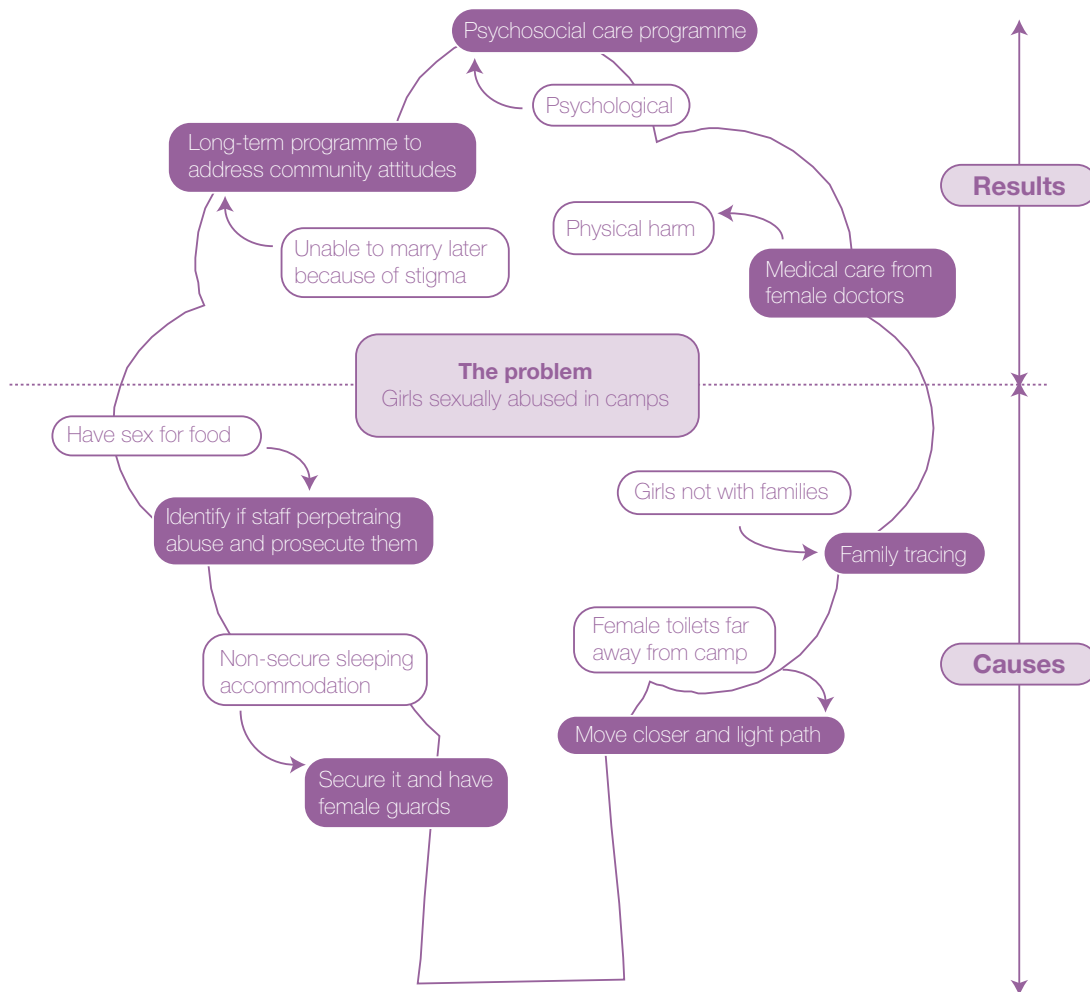 Psychosocial care programme
Psychological
Long-term programme to
address community attitudes
Results
Physical harm
Unable to marry later
because of stigma
Medical care from
female doctors
The problem
Girls sexually abused in camps
Have sex for food
Girls not with families
Identify if staff perpetraing
abuse and prosecute them
Family tracing
Female toilets far
away from camp
Non-secure sleeping
accommodation
Causes
Move closer and light path
Secure it and have
female guards